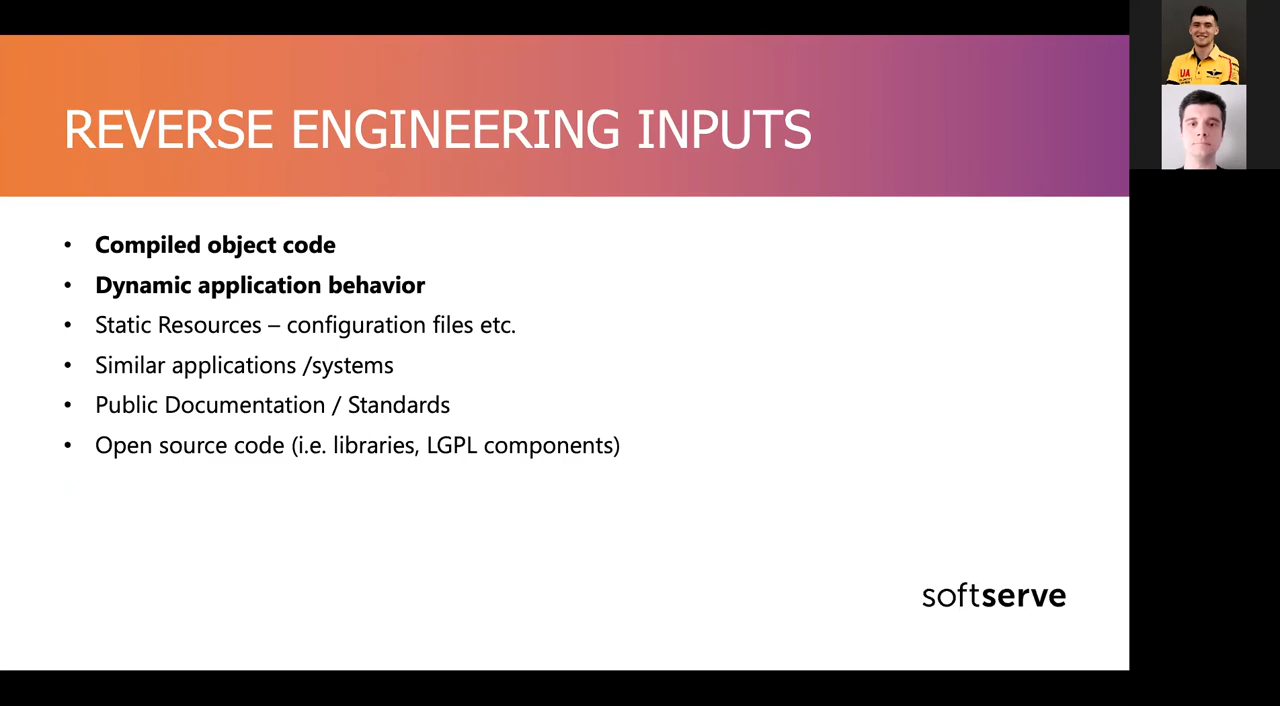 REVERSE ENGINEERING INPUTS
• Compiled object code
• Dynamic application behavior
• Static Resources – configuration files etc.
• Similar applications /systems
• Public Documentation / Standards
• Open source code (i.e. libraries, LGPL components)
softserve
UA